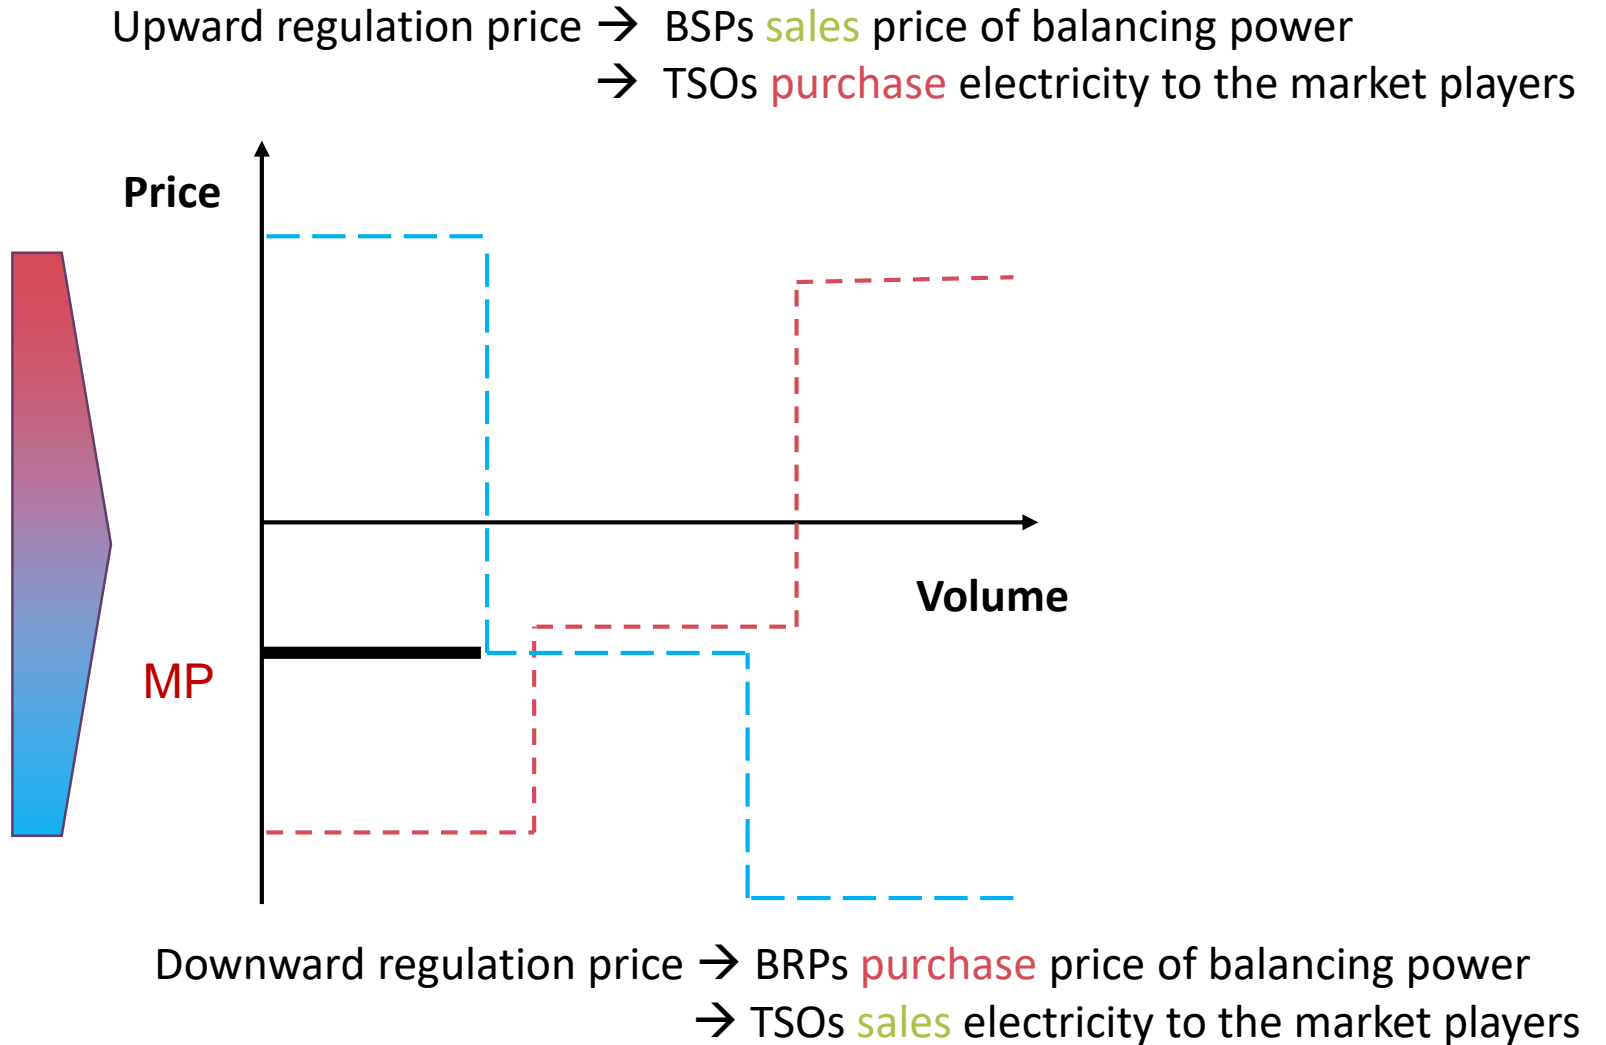 Upward regulation price → BSPs sales price of balancing power
→ TSOs purchase electricity to the market players
Price
Volume
MP
Downward regulation price → BRPs purchase price of balancing power
→ TSOs sales electricity to the market players